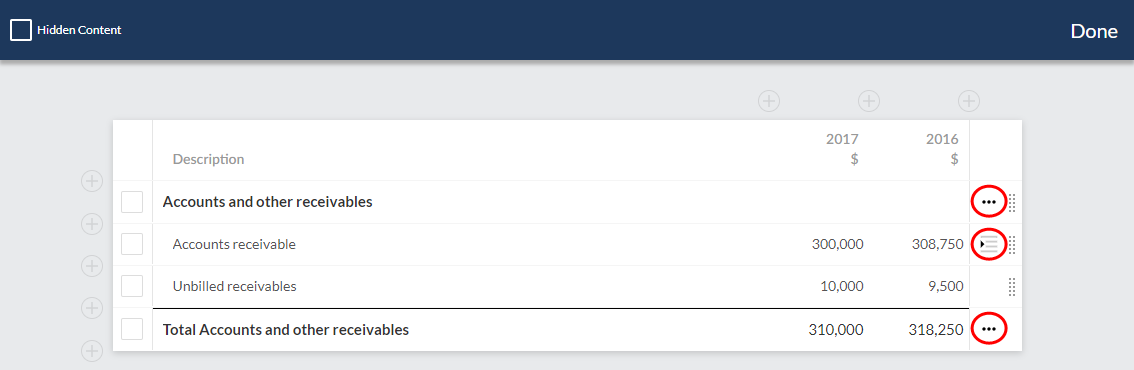 Hidden Content
Done
2017 2016
Description $ $
Accounts and other receivables
Accounts receivable 300,000 308,750
Unbilled receivables 10,000 9,500
Total Accounts and other receivables 310,000 318,250